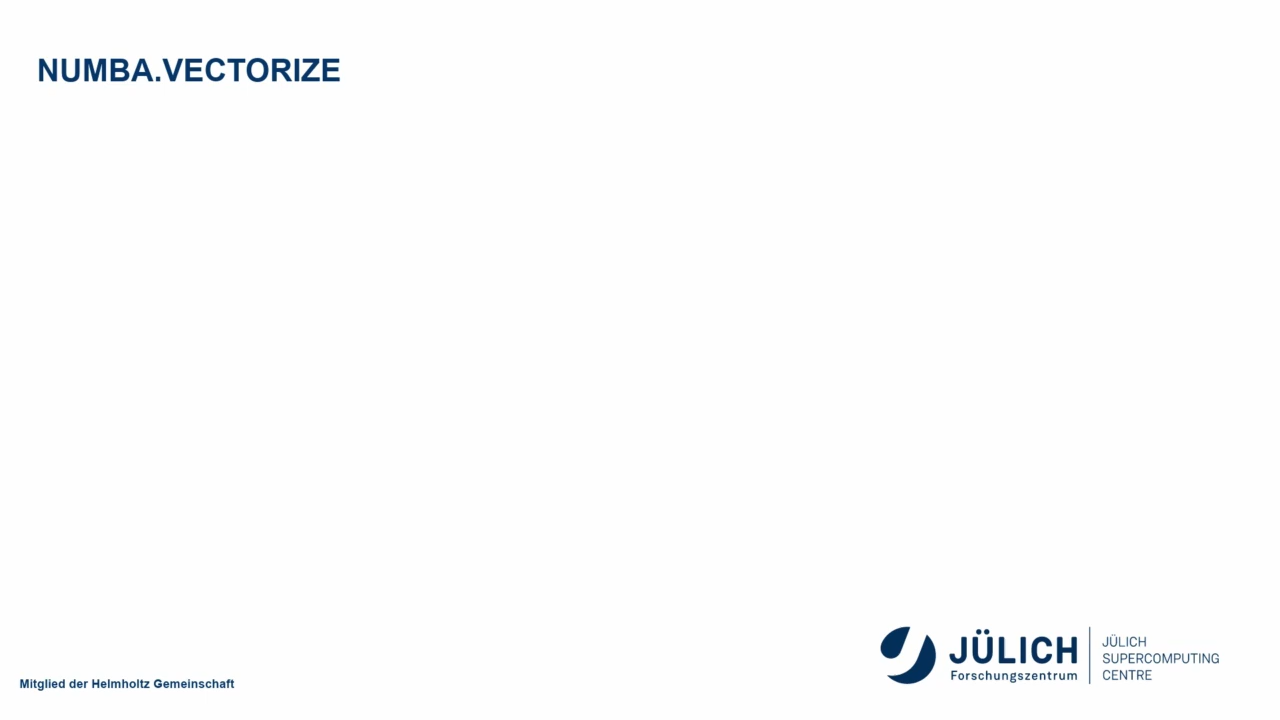 NUMBA.VECTORIZE
JÜLICH
Forschungszentrum
JÜLICH
SUPERCOMPUTING
CENTRE
Mitglied der Helmholtz Gemeinschaft